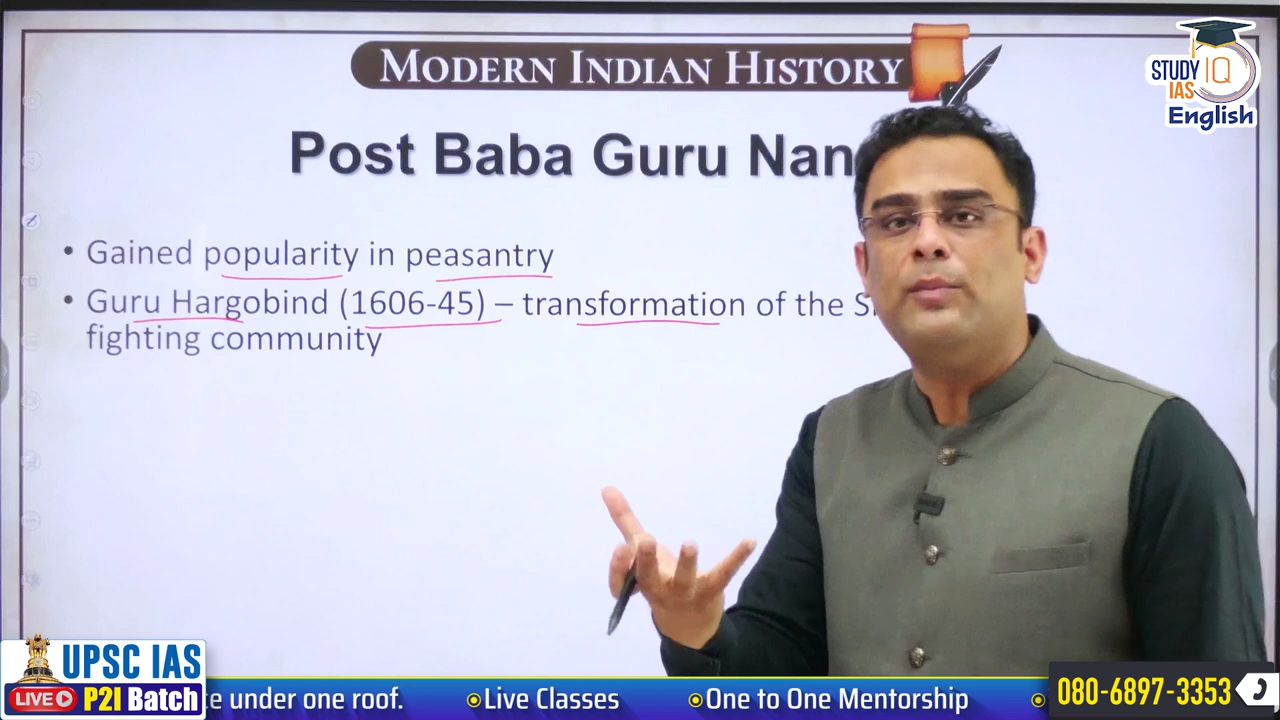 MODERN INDIAN HISTORY
STUDY IQ
IAS
English
Post Baba Guru Nan
• Gained popularity in peasantry
• Guru Hargobind (1606-45) – transformation of the S
fighting community
UPSC IAS
LIVE P2I Batch
e under one roof. Live Classes One to One Mentorship
080-6897-3353